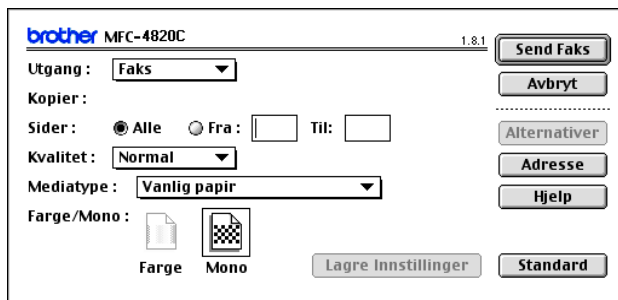 brother MFC-4820C 1.8.1
Send Faks
Utgang : Faks
Avbryt
Kopier :
Sider : Alle Fra : Til:
Alternativer
Kvalitet : Normal
Adresse
Mediatype : Vanlig papir
Hjelp
Farge/Mono :
Farge Mono
Lagre Innstillinger
Standard